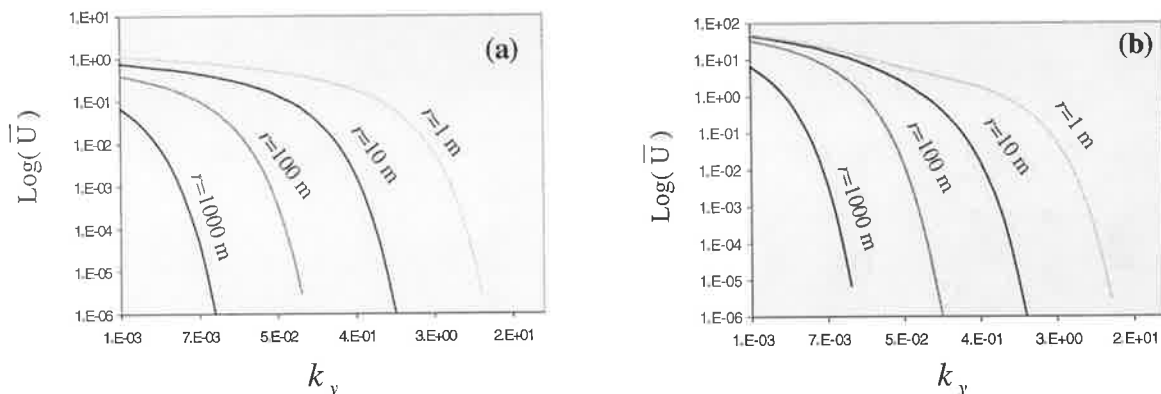 (a)
1.E+01
1.E+00
1.E-01
1.E-02
1.E-03
1.E-04
1.E-05
1.E-06
Log( U̅ )
r=1 m
r=10 m
r=100 m
r=1000 m
1.E-03 7.E-03 5.E-02 4.E-01 3.E+00 2.E+01
k y
(b)
1.E+02
1.E+01
1.E+00
1.E-01
1.E-02
1.E-03
1.E-04
1.E-05
1.E-06
Log( U̅ )
r=1 m
r=10 m
r=100 m
r=1000 m
1.E-03 7.E-03 5.E-02 4.E-01 3.E+00 2.E+01
k y